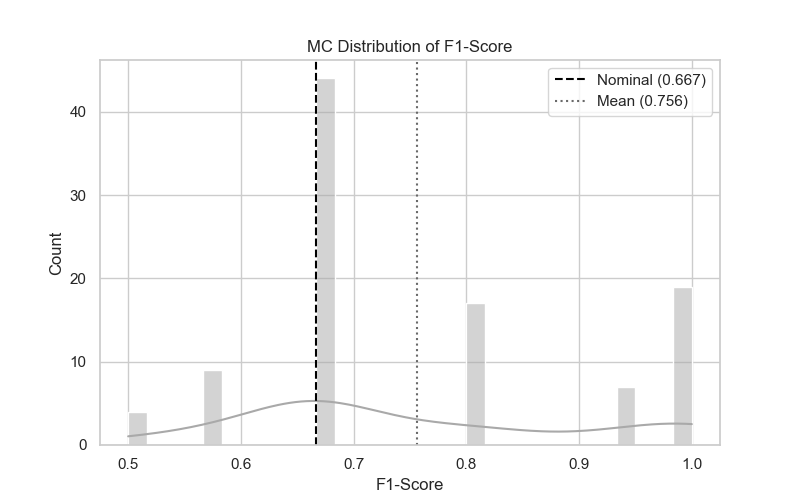 MC Distribution of F1-Score
Nominal (0.667)
Mean (0.756)
Count
40
30
20
10
0
0.5 0.6 0.7 0.8 0.9 1.0
F1-Score